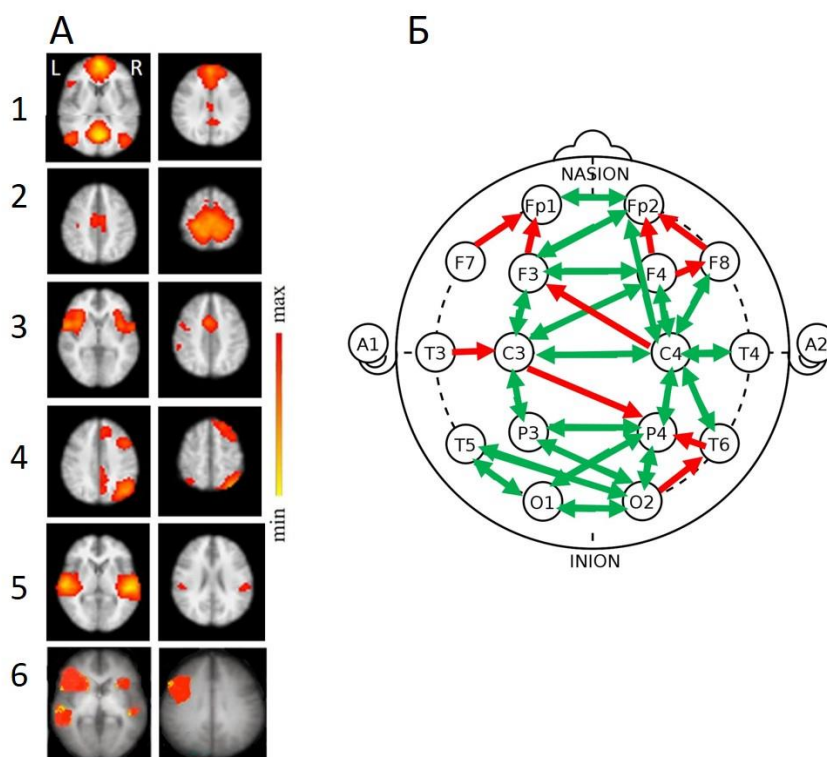 А
Б
L R
1
2
3
4
5
6
max
min
NASION
Fp1 Fp2
F7 F3 F4 F8
A1 T3 C3 C4 T4 A2
T5 P3 P4 T6
O1 O2
INION